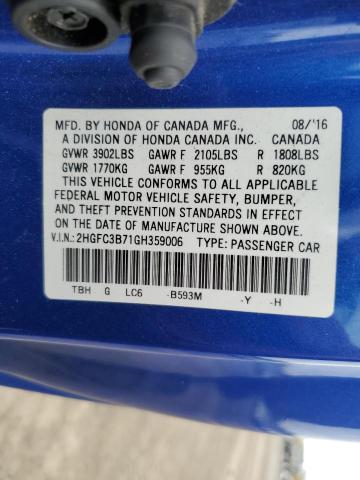 MFD. BY HONDA OF CANADA MFG., 08/'16
A DIVISION OF HONDA CANADA INC. CANADA
GVWR 3902LBS GAWR F 2105LBS R 1808LBS
GVWR 1770KG GAWR F 955KG R 820KG
THIS VEHICLE CONFORMS TO ALL APPLICABLE
FEDERAL MOTOR VEHICLE SAFETY, BUMPER,
AND THEFT PREVENTION STANDARDS IN EFFECT
ON THE DATE OF MANUFACTURE SHOWN ABOVE.
V.I.N.: 2HGFC3B71GH359006 TYPE: PASSENGER CAR
TBH G LC6 -B593M -Y -H